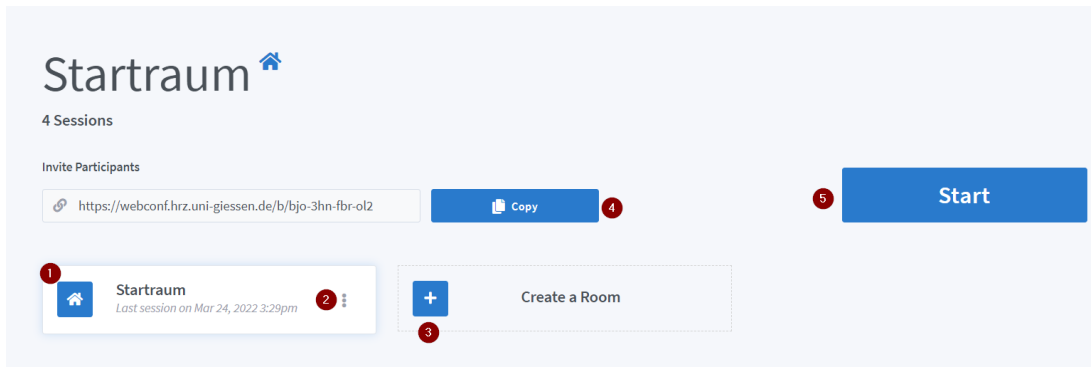 Startraum
4 Sessions
Invite Participants
https://webconf.hrz.uni-giessen.de/b/bjo-3hn-fbr-ol2
Copy
4
5
Start
1
Startraum
Last session on Mar 24, 2022 3:29pm
2
Create a Room
3